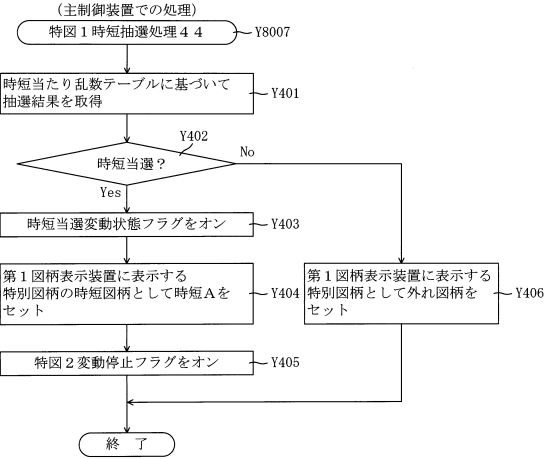 (主制御装置での処理)
特図1時短抽選処理44
Y8007
時短当たり乱数テーブルに基づいて
抽選結果を取得
Y401
Y402
時短当選?
No
Yes
時短当選変動状態フラグをオン
Y403
第1図柄表示装置に表示する
特別図柄の時短図柄として時短Aを
セット
Y404
第1図柄表示装置に表示する
特別図柄として外れ図柄を
セット
Y406
特図2変動停止フラグをオン
Y405
終 了